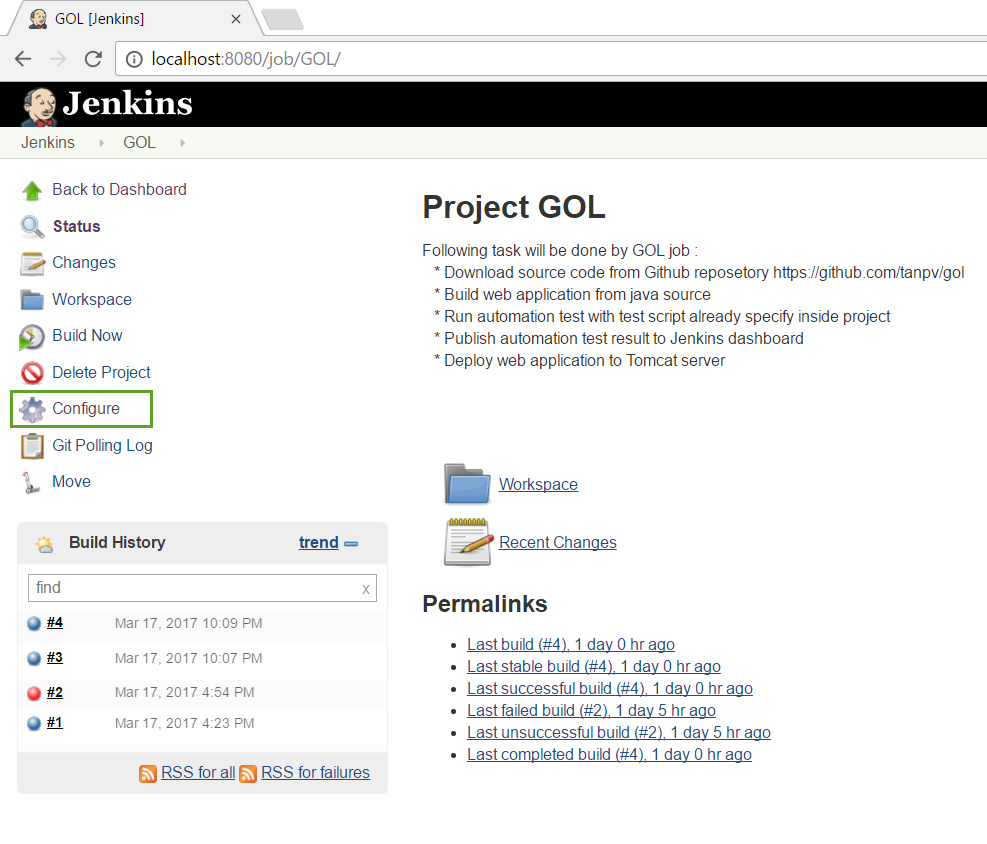 GOL [Jenkins]
localhost:8080/job/GOL/
Jenkins
Jenkins GOL
Back to Dashboard
Status
Changes
Workspace
Build Now
Delete Project
Configure
Git Polling Log
Move
Build History trend
find x
#4 Mar 17, 2017 10:09 PM
#3 Mar 17, 2017 10:07 PM
#2 Mar 17, 2017 4:54 PM
#1 Mar 17, 2017 4:23 PM
RSS for all RSS for failures
Project GOL
Following task will be done by GOL job :
* Download source code from Github reposetory https://github.com/tanpv/gol
* Build web application from java source
* Run automation test with test script already specify inside project
* Publish automation test result to Jenkins dashboard
* Deploy web application to Tomcat server
Workspace
Recent Changes
Permalinks
Last build (#4), 1 day 0 hr ago
Last stable build (#4), 1 day 0 hr ago
Last successful build (#4), 1 day 0 hr ago
Last failed build (#2), 1 day 5 hr ago
Last unsuccessful build (#2), 1 day 5 hr ago
Last completed build (#4), 1 day 0 hr ago